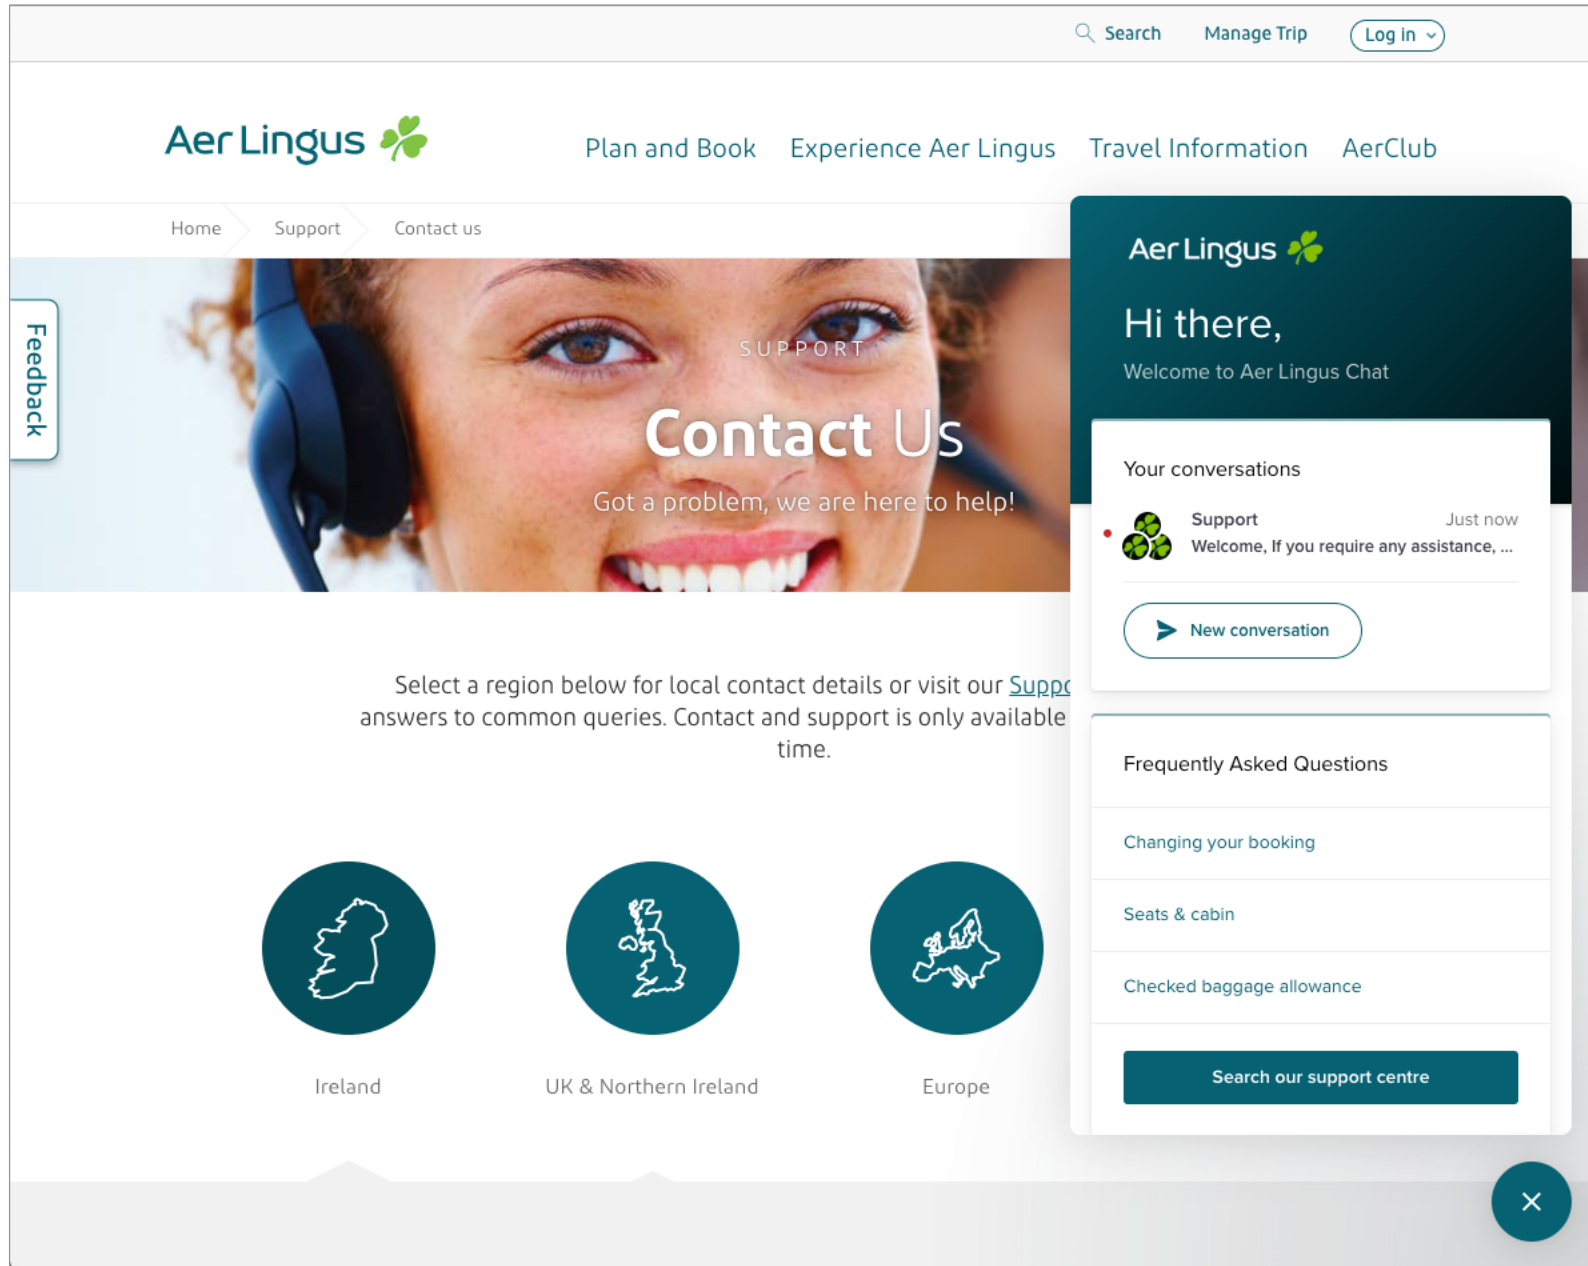 Search
Manage Trip
Log in
Aer Lingus
Plan and Book
Experience Aer Lingus
Travel Information
AerClub
Home
Support
Contact us
Feedback
SUPPORT
Contact Us
Got a problem, we are here to help!
Select a region below for local contact details or visit our
answers to common queries. Contact and support is only available
time.
Ireland
UK & Northern Ireland
Europe
Aer Lingus
Hi there,
Welcome to Aer Lingus Chat
Your conversations
Support
Just now
Welcome, If you require any assistance, ...
New conversation
Frequently Asked Questions
Changing your booking
Seats & cabin
Checked baggage allowance
Search our support centre